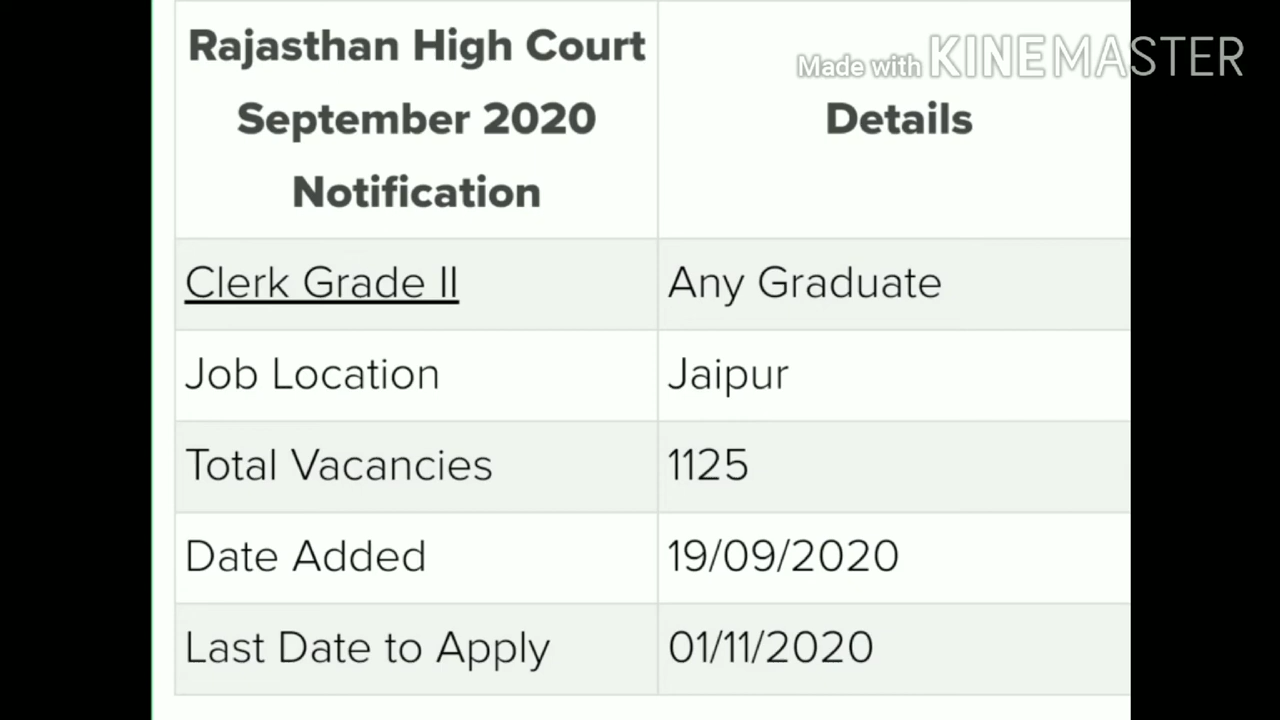 Rajasthan High Court
September 2020
Notification
Details
Made with KINEMASTER
Clerk Grade II
Any Graduate
Job Location
Jaipur
Total Vacancies
1125
Date Added
19/09/2020
Last Date to Apply
01/11/2020